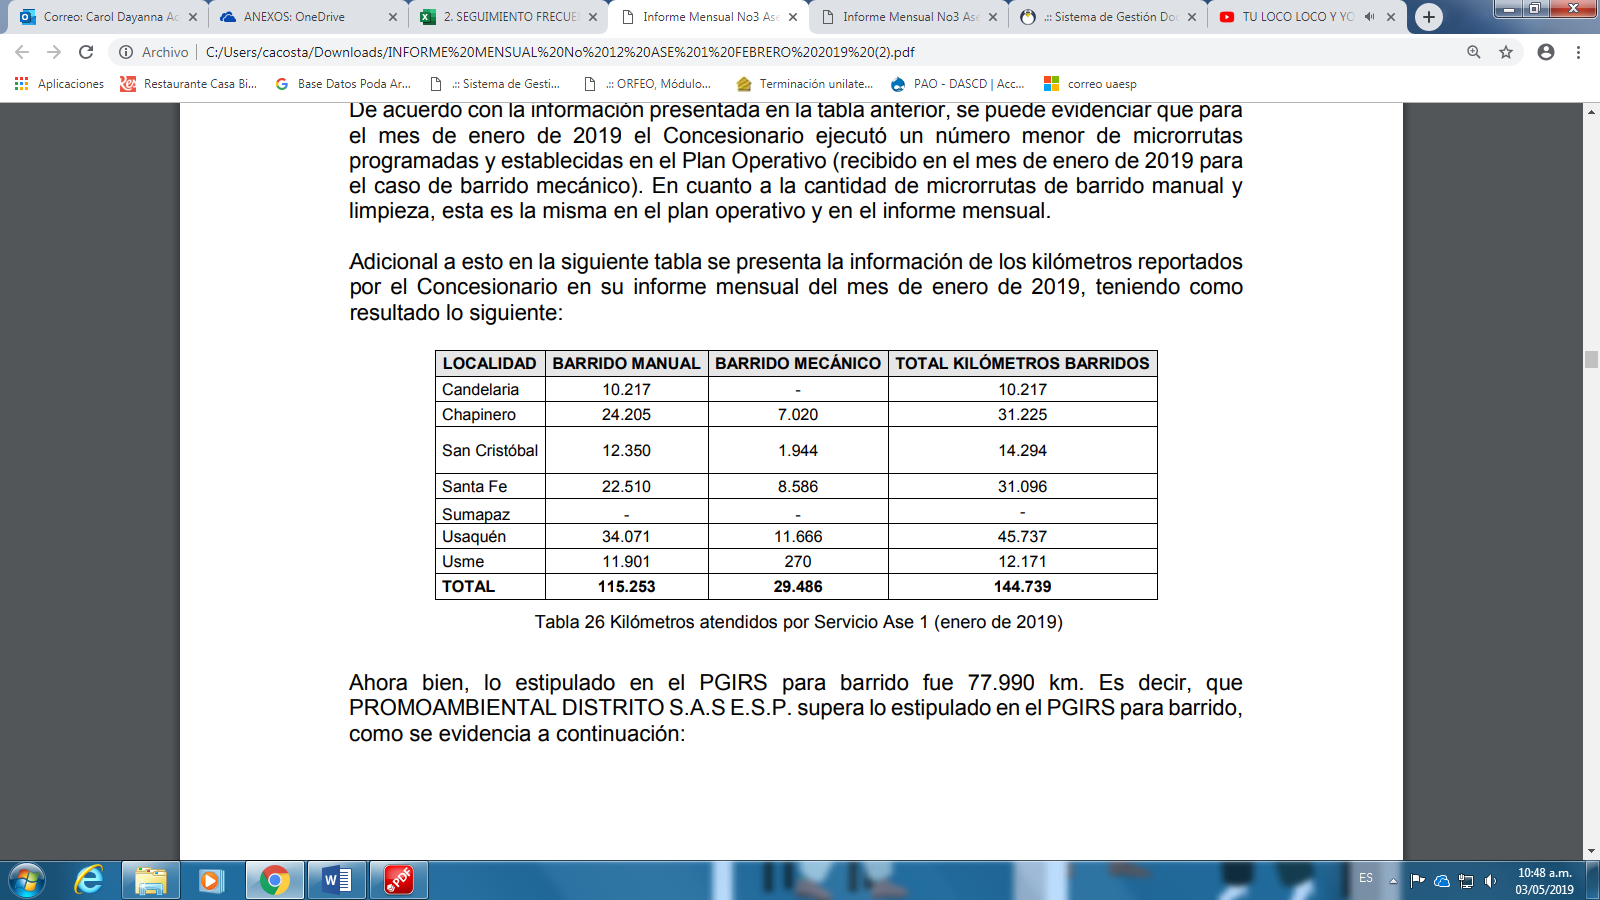 Correo: Carol Dayanna Ac
ANEXOS: OneDrive
2. SEGUIMIENTO FRECUEN
Informe Mensual No3 Ase
Informe Mensual No3 Ase
.:: Sistema de Gestión Do
TU LOCO LOCO Y YO
Archivo
C:/Users/cacosta/Downloads/INFORME%20MENSUAL%20No%2012%20ASE%201%20FEBRERO%202019%20(2).pdf
Aplicaciones
Restaurante Casa Bi...
Base Datos Poda Ar...
.:: Sistema de Gesti...
.:: ORFEO, Módulo...
Terminación unilate...
PAO - DASCD | Acc...
correo uaesp
De acuerdo con la información presentada en la tabla anterior, se puede evidenciar que para
el mes de enero de 2019 el Concesionario ejecutó un número menor de microrrutas
programadas y establecidas en el Plan Operativo (recibido en el mes de enero de 2019 para
el caso de barrido mecánico). En cuanto a la cantidad de microrrutas de barrido manual y
limpieza, esta es la misma en el plan operativo y en el informe mensual.
Adicional a esto en la siguiente tabla se presenta la información de los kilómetros reportados
por el Concesionario en su informe mensual del mes de enero de 2019, teniendo como
resultado lo siguiente:
LOCALIDAD BARRIDO MANUAL BARRIDO MECÁNICO TOTAL KILÓMETROS BARRIDOS
Candelaria 10.217 - 10.217
Chapinero 24.205 7.020 31.225
San Cristóbal 12.350 1.944 14.294
Santa Fe 22.510 8.586 31.096
Sumapaz - - -
Usaquén 34.071 11.666 45.737
Usme 11.901 270 12.171
TOTAL 115.253 29.486 144.739
Tabla 26 Kilómetros atendidos por Servicio Ase 1 (enero de 2019)
Ahora bien, lo estipulado en el PGIRS para barrido fue 77.990 km. Es decir, que
PROMOAMBIENTAL DISTRITO S.A.S E.S.P. supera lo estipulado en el PGIRS para barrido,
como se evidencia a continuación:
PDF
ES
10:48 a.m.
03/05/2019